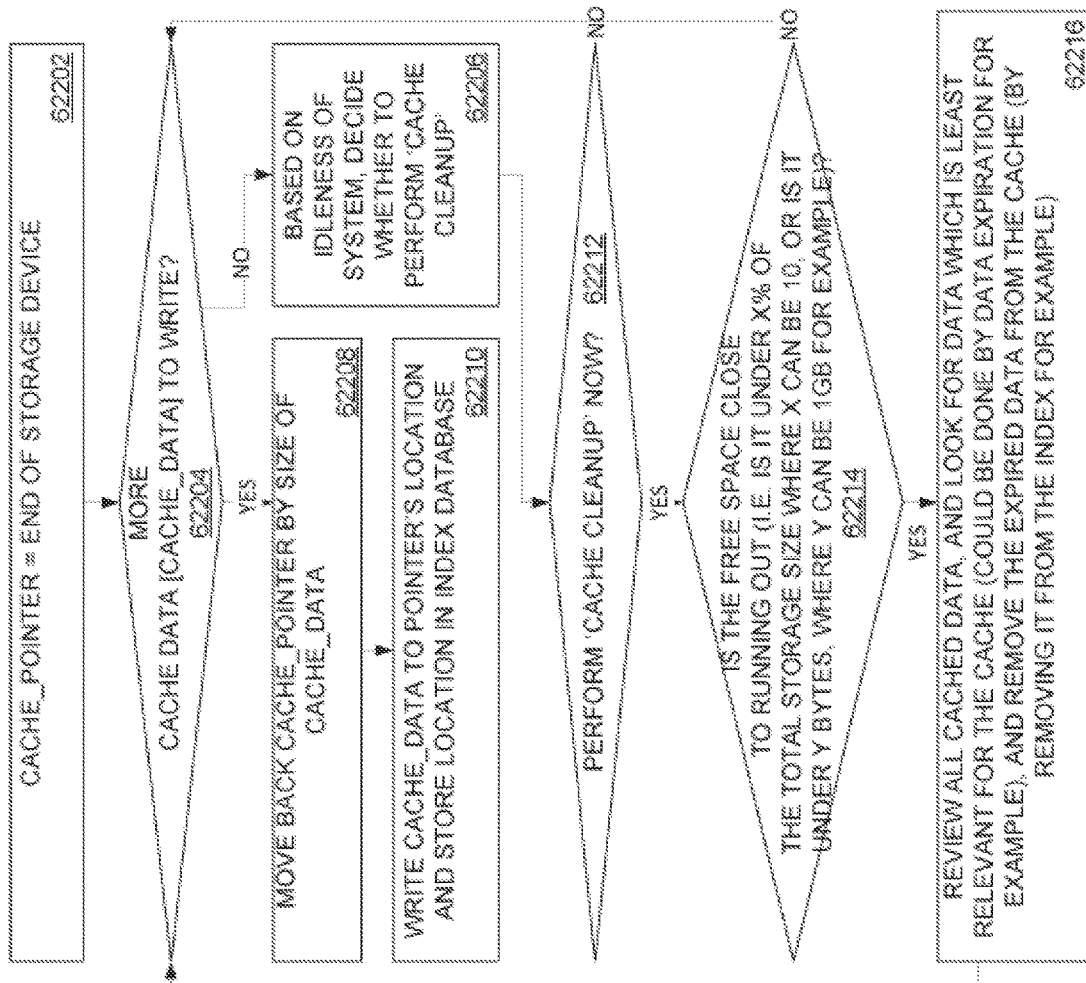 CACHE_POINTER = END OF STORAGE DEVICE
62202
MORE
CACHE DATA [CACHE_DATA] TO WRITE?
62204
YES
NO
MOVE BACK CACHE_POINTER BY SIZE OF
CACHE_DATA
62208
BASED ON
IDLENESS OF
SYSTEM, DECIDE
WHETHER TO
PERFORM 'CACHE
CLEANUP'
62206
WRITE CACHE_DATA TO POINTER'S LOCATION
AND STORE LOCATION IN INDEX DATABASE
62210
PERFORM 'CACHE CLEANUP' NOW?
62212
NO
YES
IS THE FREE SPACE CLOSE
TO RUNNING OUT (I.E. IS IT UNDER X% OF
THE TOTAL STORAGE SIZE WHERE X CAN BE 10, OR IS IT
UNDER Y BYTES, WHERE Y CAN BE 1GB FOR EXAMPLE)?
62214
NO
YES
REVIEW ALL CACHED DATA, AND LOOK FOR DATA WHICH IS LEAST
RELEVANT FOR THE CACHE (COULD BE DONE BY DATA EXPIRATION FOR
EXAMPLE), AND REMOVE THE EXPIRED DATA FROM THE CACHE (BY
REMOVING IT FROM THE INDEX FOR EXAMPLE)
62216